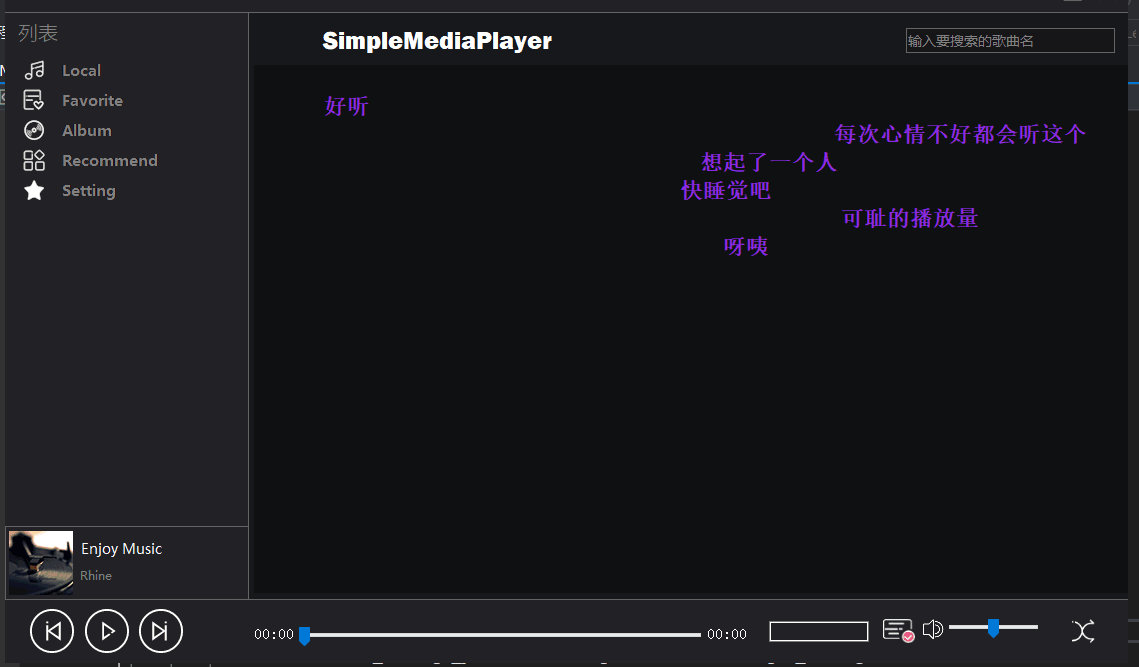 列表
Local
Favorite
Album
Recommend
Setting
SimpleMediaPlayer
输入要搜索的歌曲名
好听
每次心情不好都会听这个
想起了一个人
快睡觉吧
可耻的播放量
呀咦
Enjoy Music
Rhine
00:00
00:00